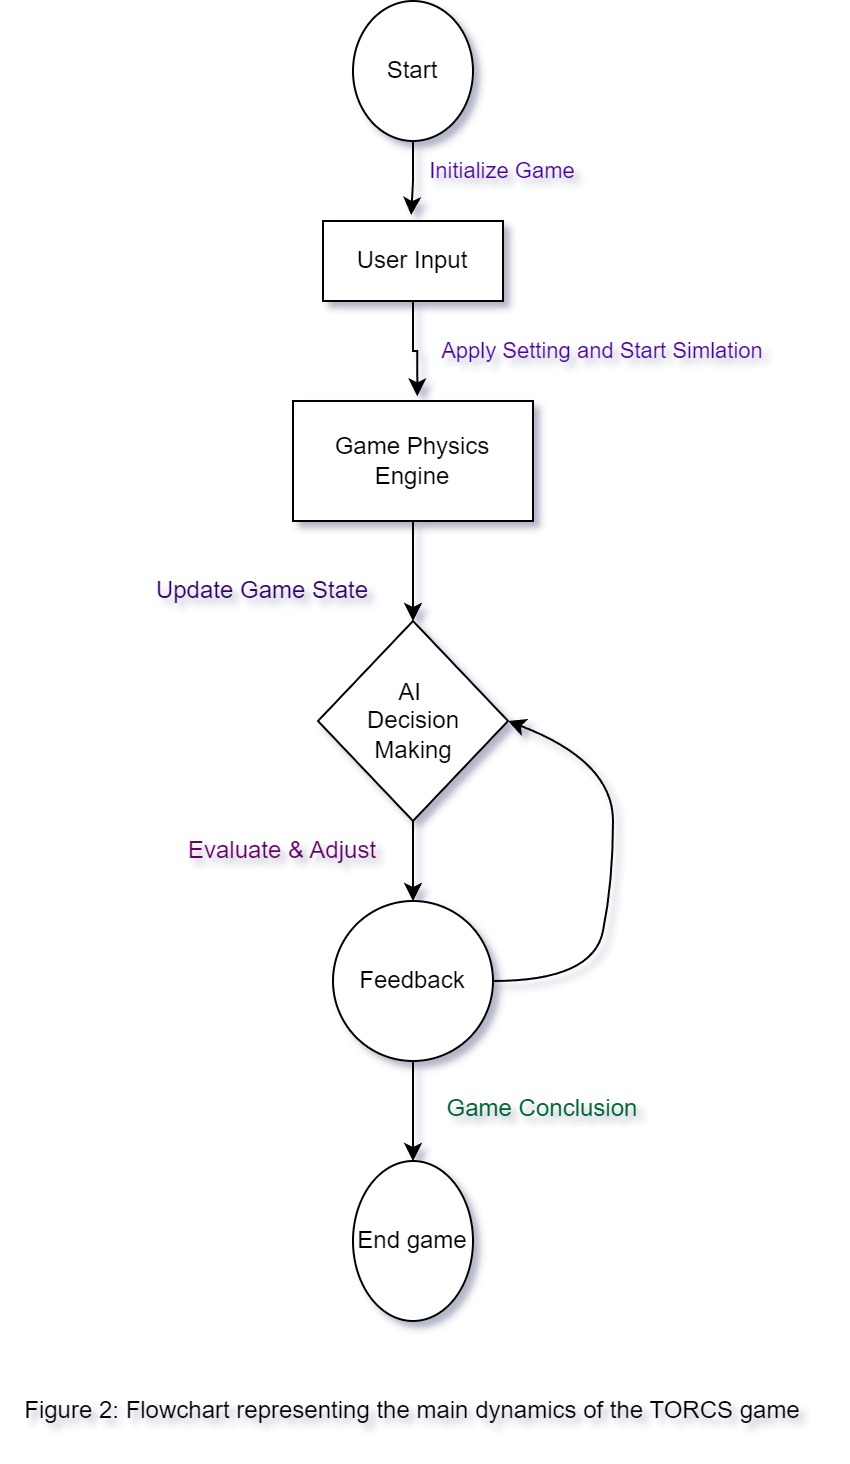 Start
Initialize Game
User Input
Apply Setting and Start Simlation
Game Physics
Engine
Update Game State
AI
Decision
Making
Evaluate & Adjust
Feedback
Game Conclusion
End game
Figure 2: Flowchart representing the main dynamics of the TORCS game